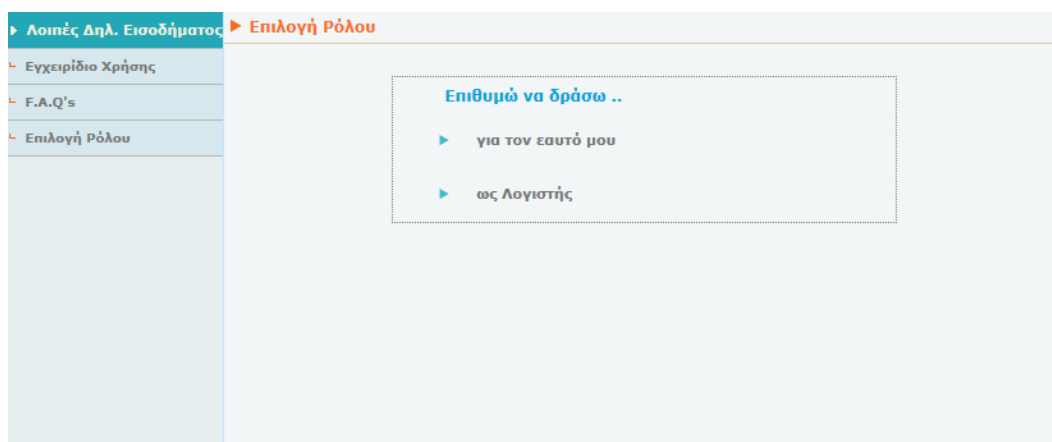 Λοιπές Δηλ. Εισοδήματος
Εγχειρίδιο Χρήσης
F.A.Q's
Επιλογή Ρόλου
Επιλογή Ρόλου
Επιθυμώ να δράσω ..
για τον εαυτό μου
ως Λογιστής